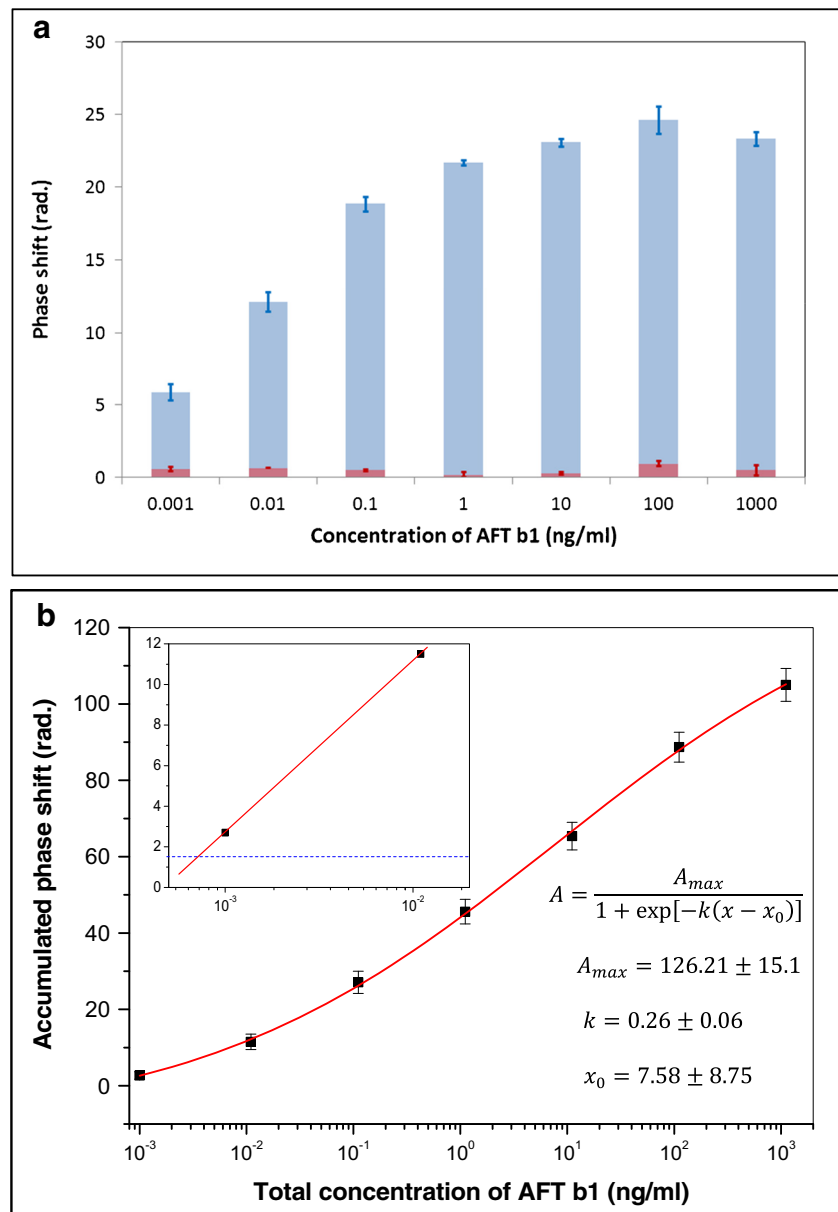 a
30
25
20
15
10
5
0
Phase shift (rad.)
0.001 0.01 0.1 1 10 100 1000
Concentration of AFT b1 (ng/ml)
b
120
100
80
60
40
20
0
Accumulated phase shift (rad.)
12
10
8
6
4
2
0
10⁻³ 10⁻²
A = A_max / (1 + exp[−k(x − x₀)])
A_max = 126.21 ± 15.1
k = 0.26 ± 0.06
x₀ = 7.58 ± 8.75
10⁻³ 10⁻² 10⁻¹ 10⁰ 10¹ 10² 10³
Total concentration of AFT b1 (ng/ml)